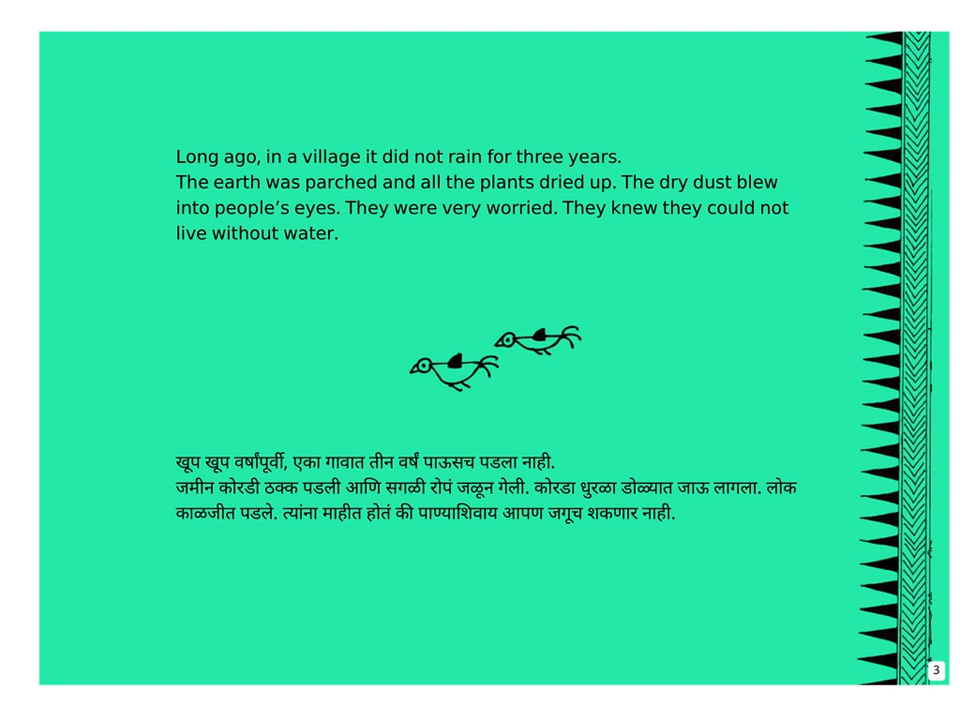 Long ago, in a village it did not rain for three years.
The earth was parched and all the plants dried up. The dry dust blew
into people’s eyes. They were very worried. They knew they could not
live without water.
खूप खूप वर्षांपूर्वी, एका गावात तीन वर्षं पाऊसच पडला नाही.
जमीन कोरडी ठक्क पडली आणि सगळी रोपं जळून गेली. कोरडा धुरळा डोळ्यात जाऊ लागला. लोक
काळजीत पडले. त्यांना माहीत होतं की पाण्याशिवाय आपण जगूच शकणार नाही.
3